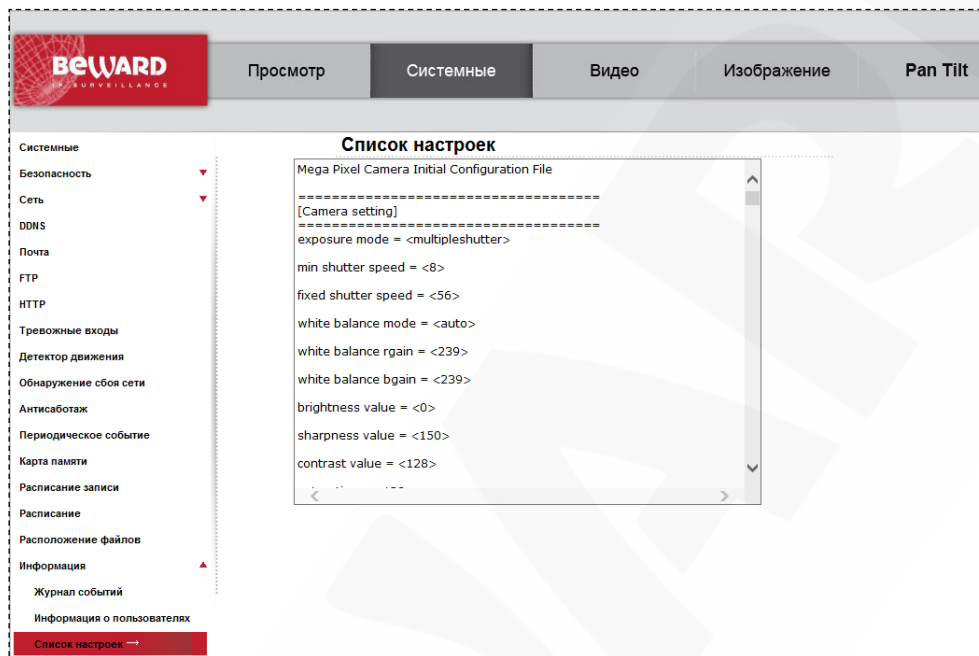 BEWARD
IP SURVEILLANCE
Просмотр
Системные
Видео
Изображение
Pan Tilt
Системные
Безопасность
Сеть
DDNS
Почта
FTP
HTTP
Тревожные входы
Детектор движения
Обнаружение сбоя сети
Антисаботаж
Периодическое событие
Карта памяти
Расписание записи
Расписание
Расположение файлов
Информация
Журнал событий
Информация о пользователях
Список настроек →
Список настроек
Mega Pixel Camera Initial Configuration File
====================================
[Camera setting]
====================================
exposure mode = <multipleshutter>
min shutter speed = <8>
fixed shutter speed = <56>
white balance mode = <auto>
white balance rgain = <239>
white balance bgain = <239>
brightness value = <0>
sharpness value = <150>
contrast value = <128>